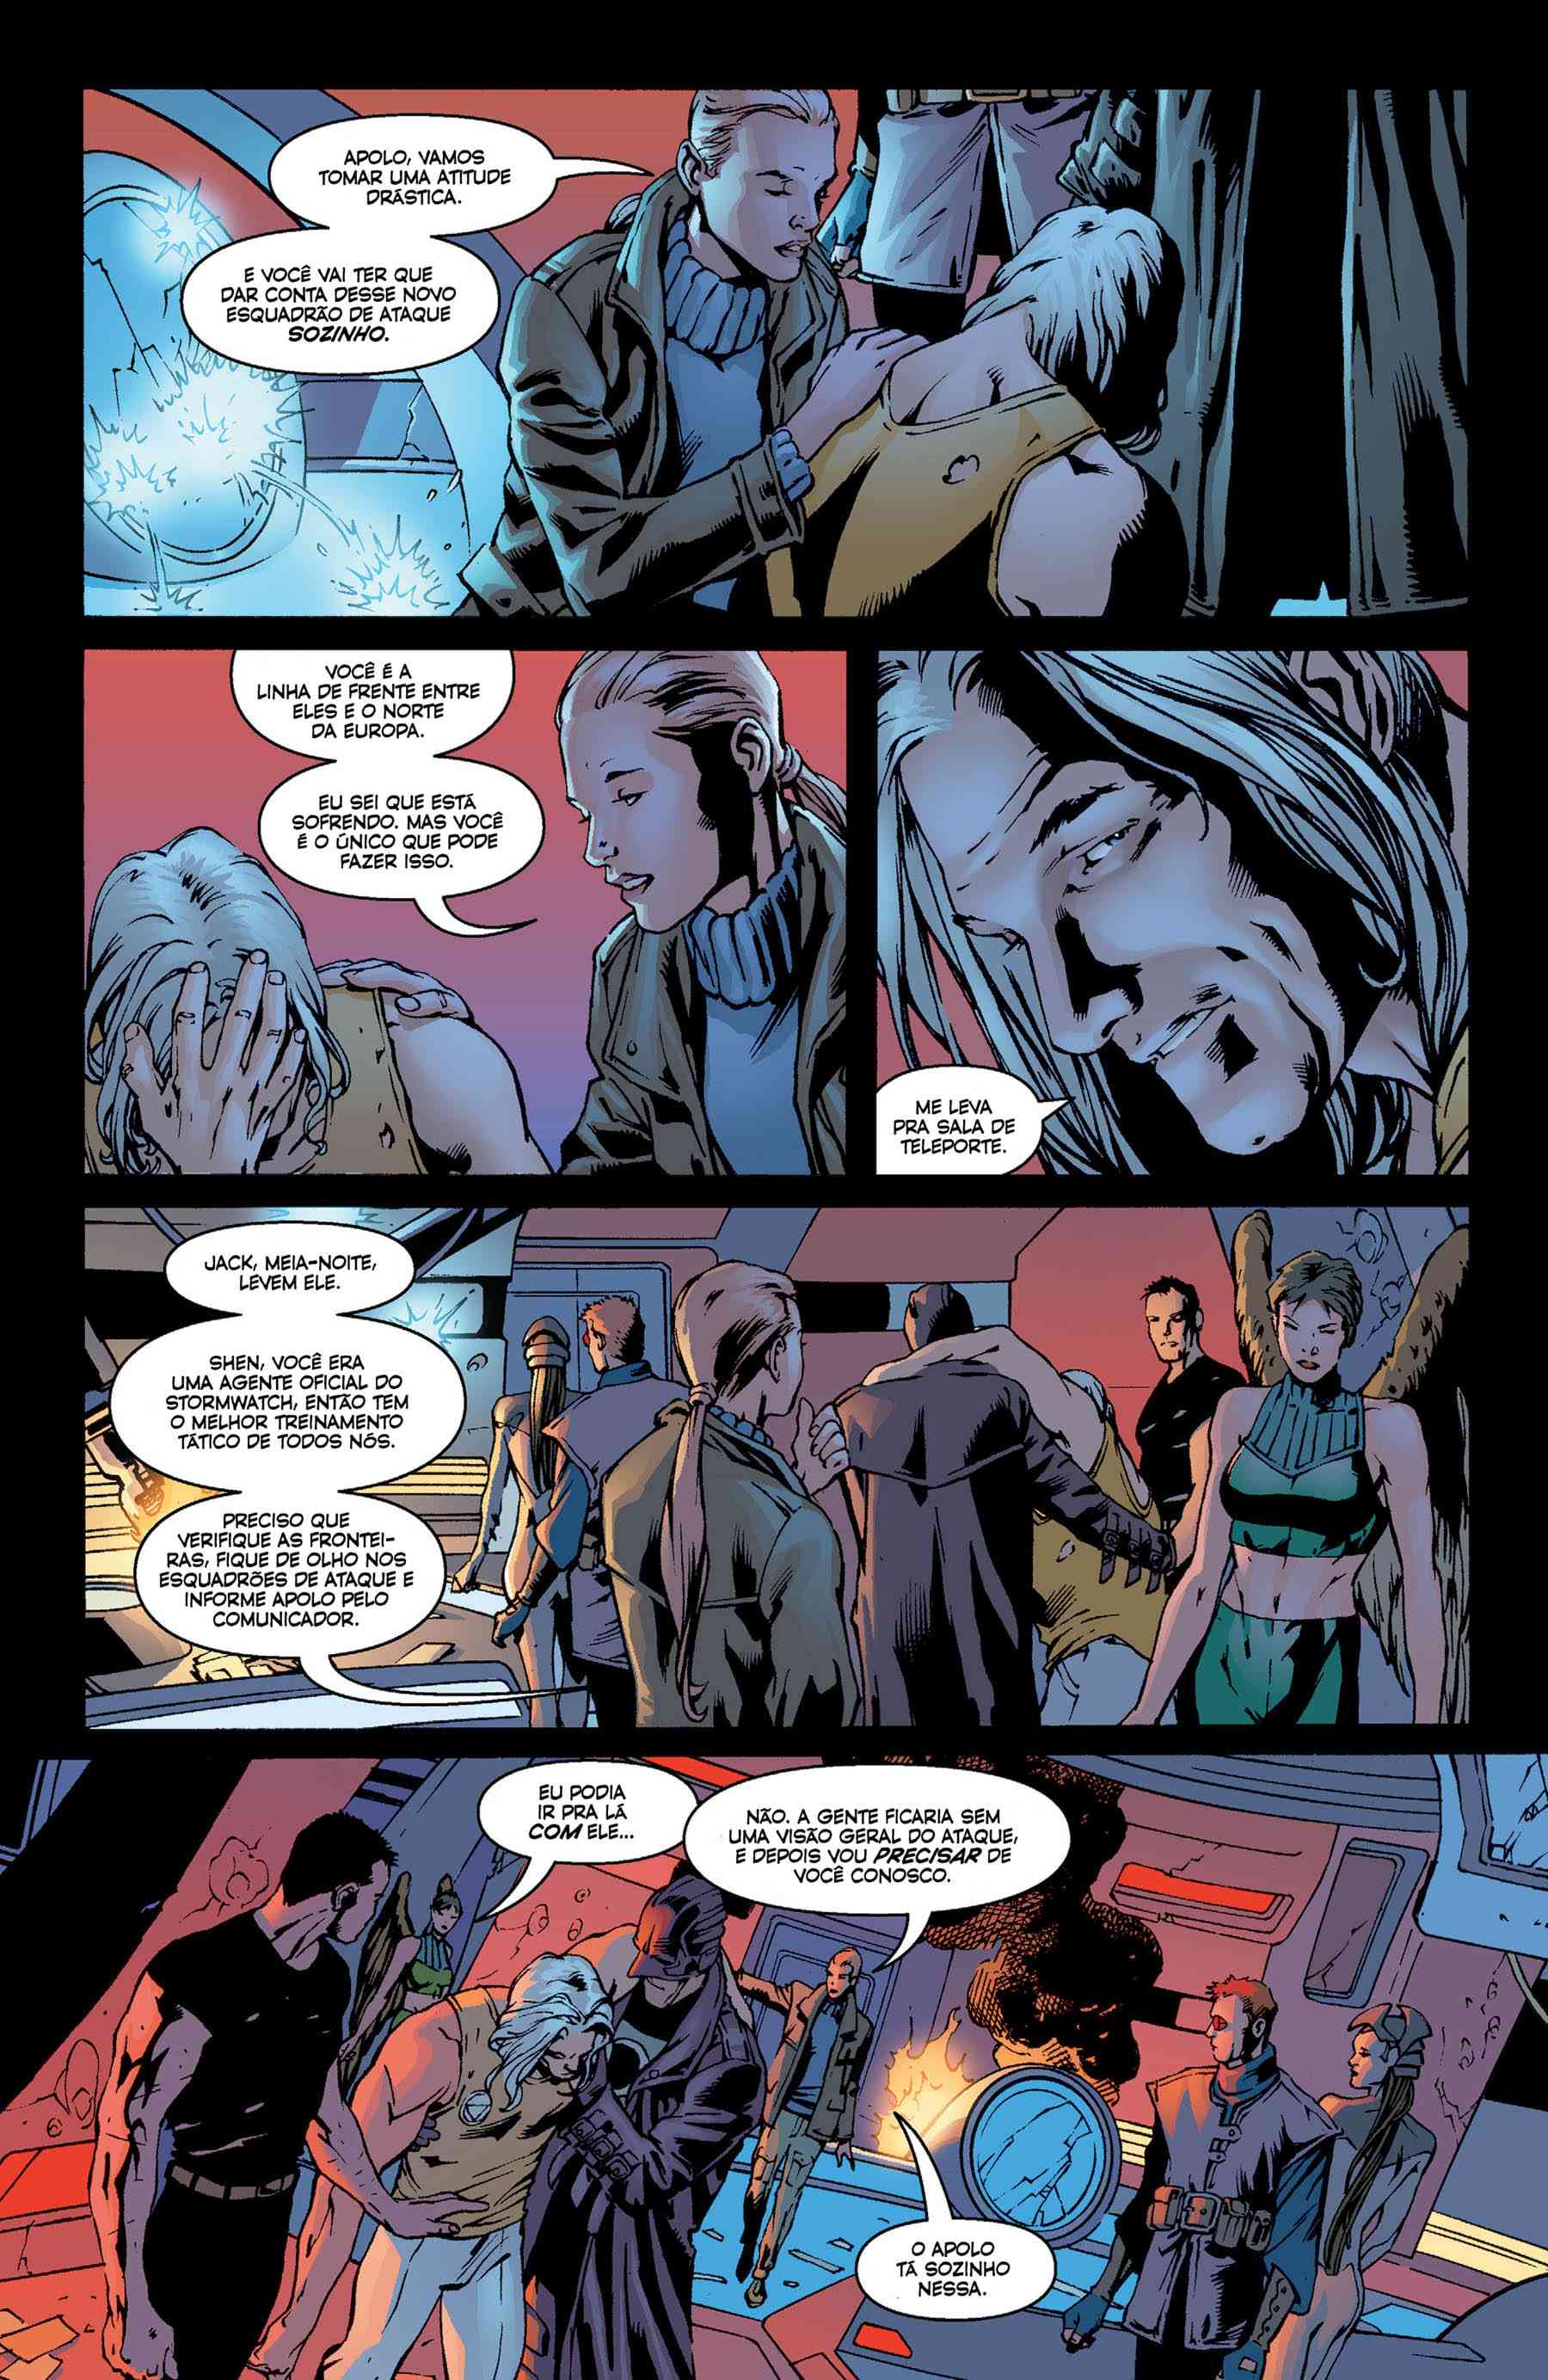 APOLO, VAMOS
TOMAR UMA ATITUDE
DRÁSTICA.
E VOCÊ VAI TER QUE
DAR CONTA DESSE NOVO
ESQUADRÃO DE ATAQUE
SOZINHO.
VOCÊ É A
LINHA DE FRENTE ENTRE
ELES E O NORTE
DA EUROPA.
EU SEI QUE ESTÁ
SOFRENDO. MAS VOCÊ
É O ÚNICO QUE PODE
FAZER ISSO.
ME LEVA
PRA SALA DE
TELEPORTE.
JACK, MEIA-NOITE,
LEVEM ELE.
SHEN, VOCÊ ERA
UMA AGENTE OFICIAL DO
STORMWATCH, ENTÃO TEM
O MELHOR TREINAMENTO
TÁTICO DE TODOS NÓS.
PRECISO QUE
VERIFIQUE AS FRONTEI-
RAS, FIQUE DE OLHO NOS
ESQUADRÕES DE ATAQUE E
INFORME APOLO PELO
COMUNICADOR.
EU PODIA
IR PRA LÁ
COM ELE...
NÃO. A GENTE FICARIA SEM
UMA VISÃO GERAL DO ATAQUE,
E DEPOIS VOU PRECISAR DE
VOCÊ CONOSCO.
O APOLO
TÁ SOZINHO
NESSA.